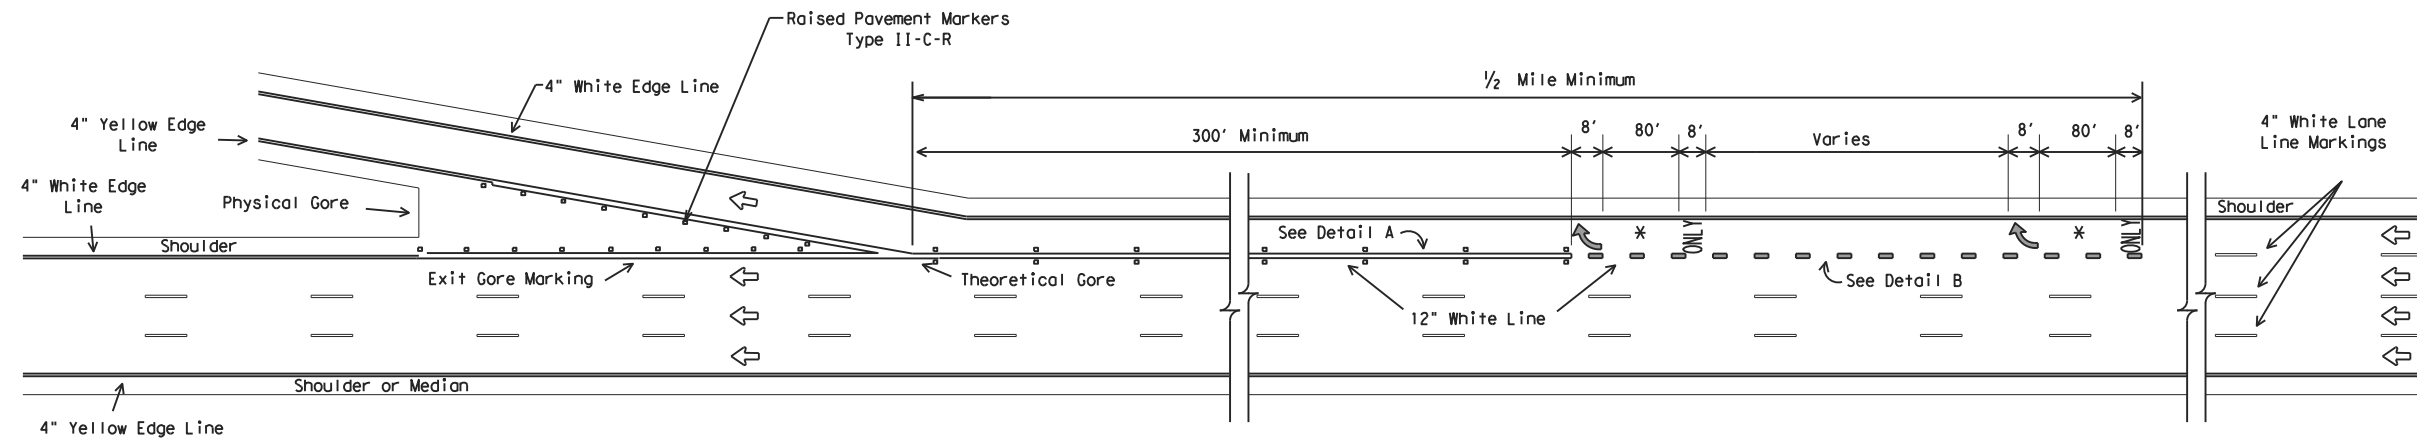 Raised Pavement Markers
Type II-C-R
4" White Edge Line
1/2 Mile Minimum
4" Yellow Edge
Line
300' Minimum
8'
80'
8'
Varies
8'
80'
8'
4" White Lane
Line Markings
4" White Edge
Line
Physical Gore
Shoulder
Shoulder
See Detail A
*
ONLY
*
ONLY
Exit Gore Marking
Theoretical Gore
See Detail B
12" White Line
Shoulder or Median
4" Yellow Edge Line